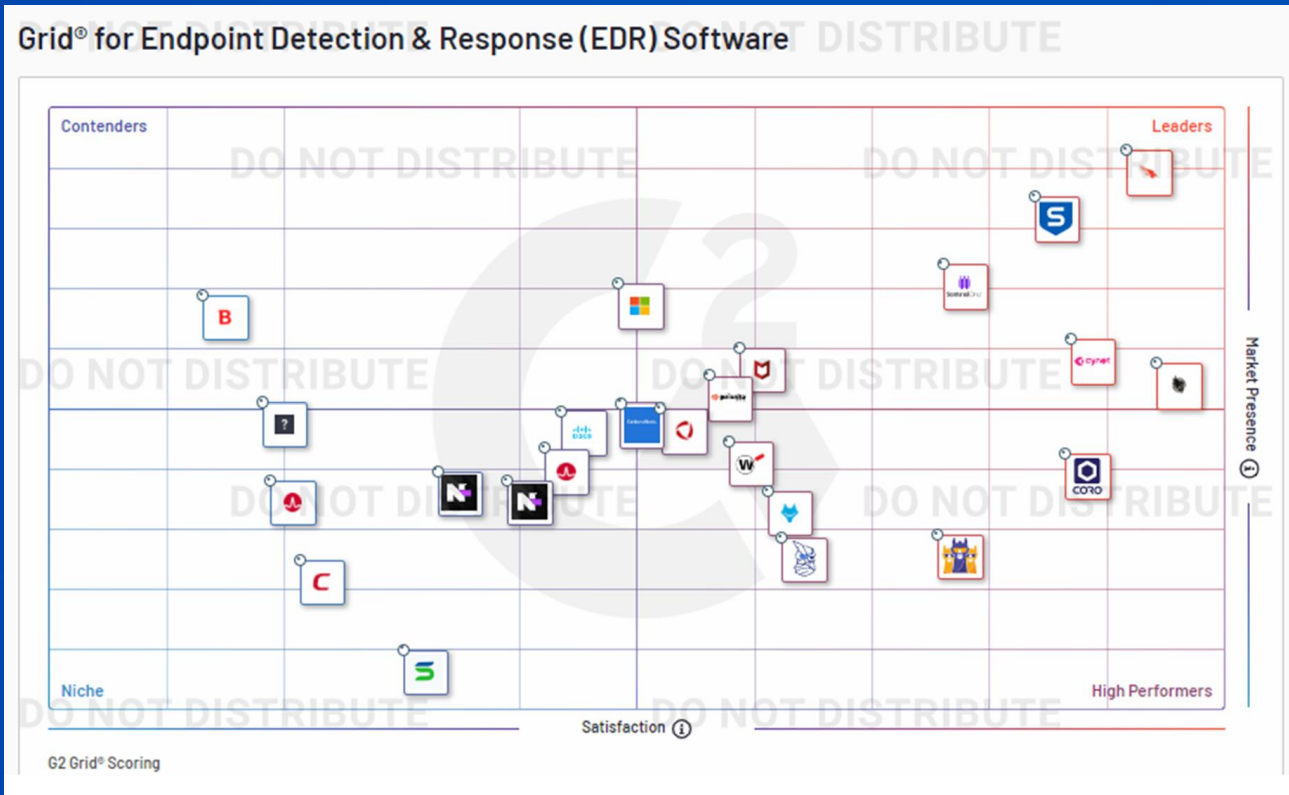 Grid® for Endpoint Detection & Response (EDR) Software
DO NOT DISTRIBUTE
Contenders
Leaders
DO NOT DISTRIBUTE
DO NOT DISTRIBUTE
S
SentinelOne
B
DO NOT DISTRIBUTE
DO NOT DISTRIBUTE
cynet
Market Presence
?
CISCO
W
N
N
CORO
DO NOT DISTRIBUTE
DO NOT DISTRIBUTE
C
S
Niche
High Performers
DO NOT DISTRIBUTE
DO NOT DISTRIBUTE
Satisfaction
G2 Grid® Scoring